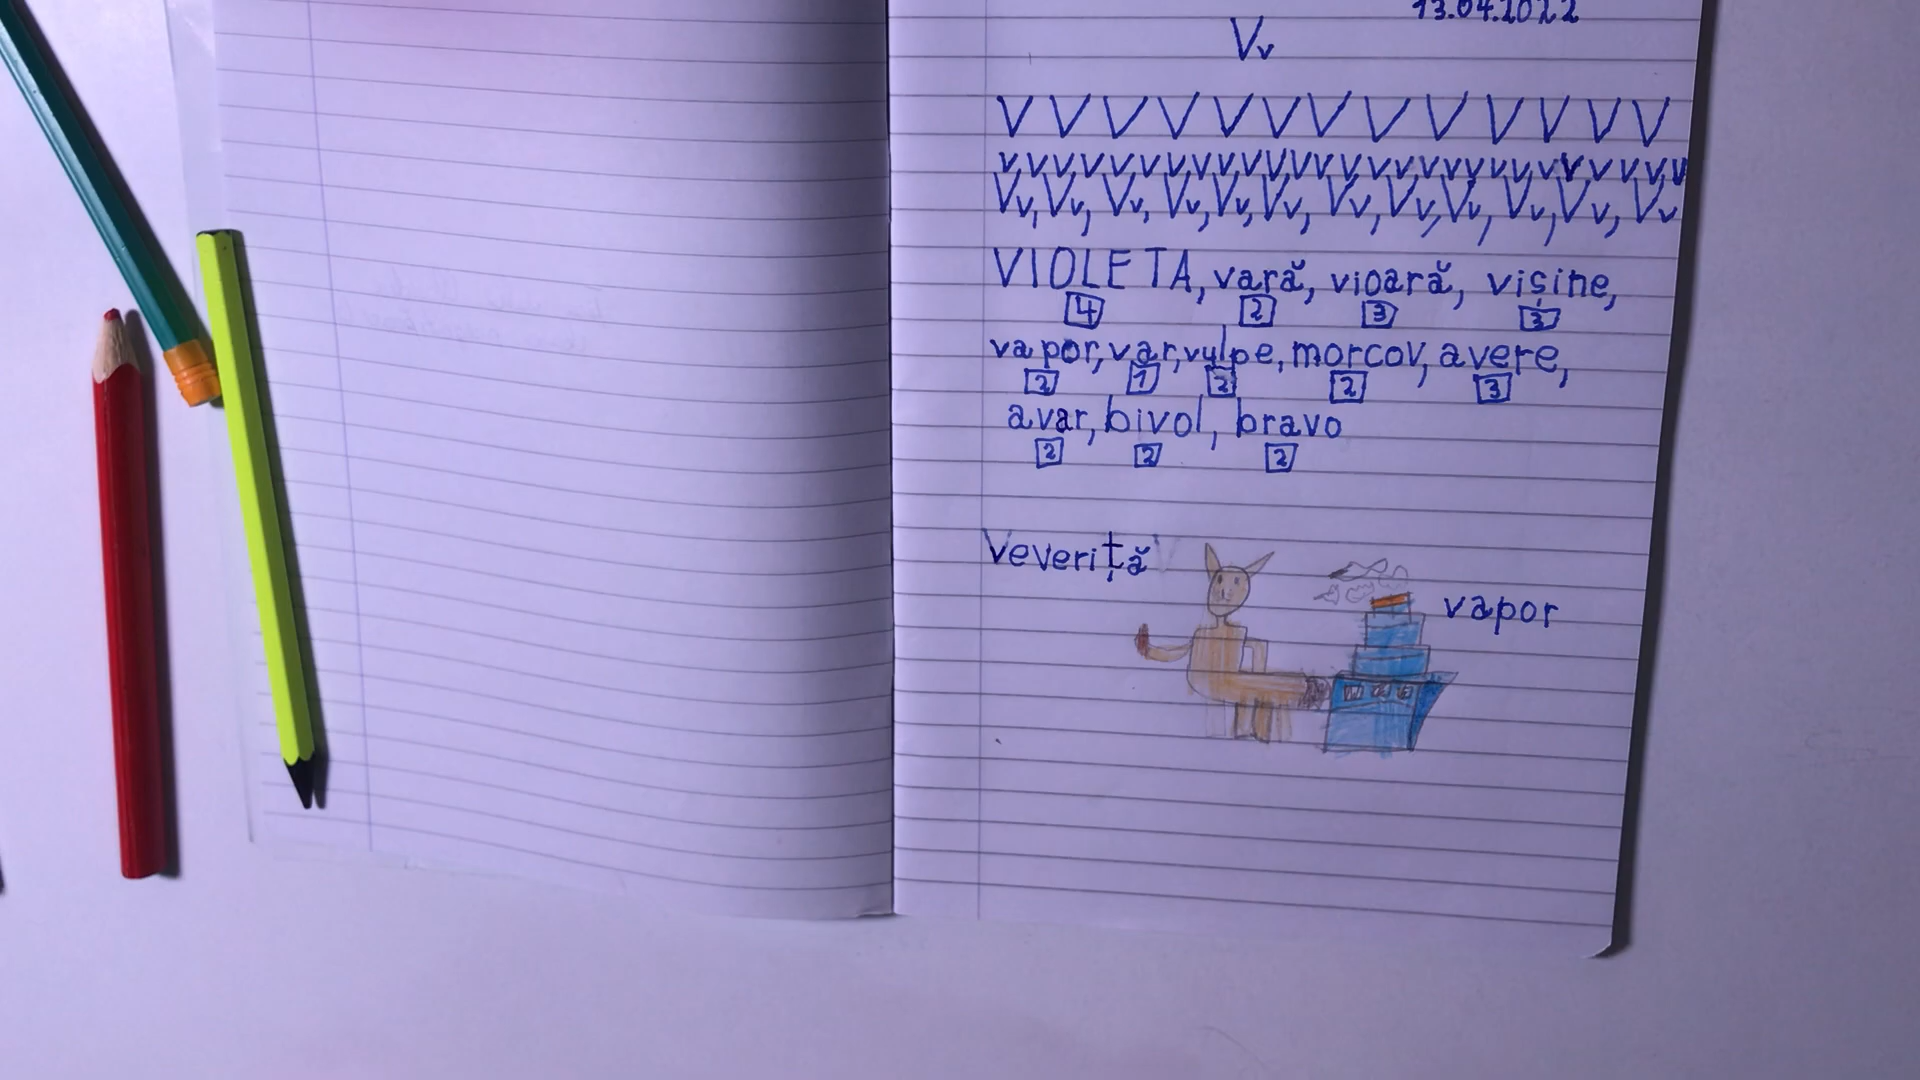 13.04.2022
Vv
V V V V V V V V V V V V V
v,v,v,v,v,v,v,v,v,v,v,v,v,v,v,v,v,v,v,v,v,v,v,v,v
Vv,Vv,Vv,Vv,Vv,Vv,Vv,Vv,Vv,Vv,Vv,Vv
VIOLETA, vară, vioară, vișine,
4 2 3 3
vapor, var, vulpe, morcov, avere,
2 1 2 2 3
avar, bivol, bravo
2 2 2
Veveriță
vapor